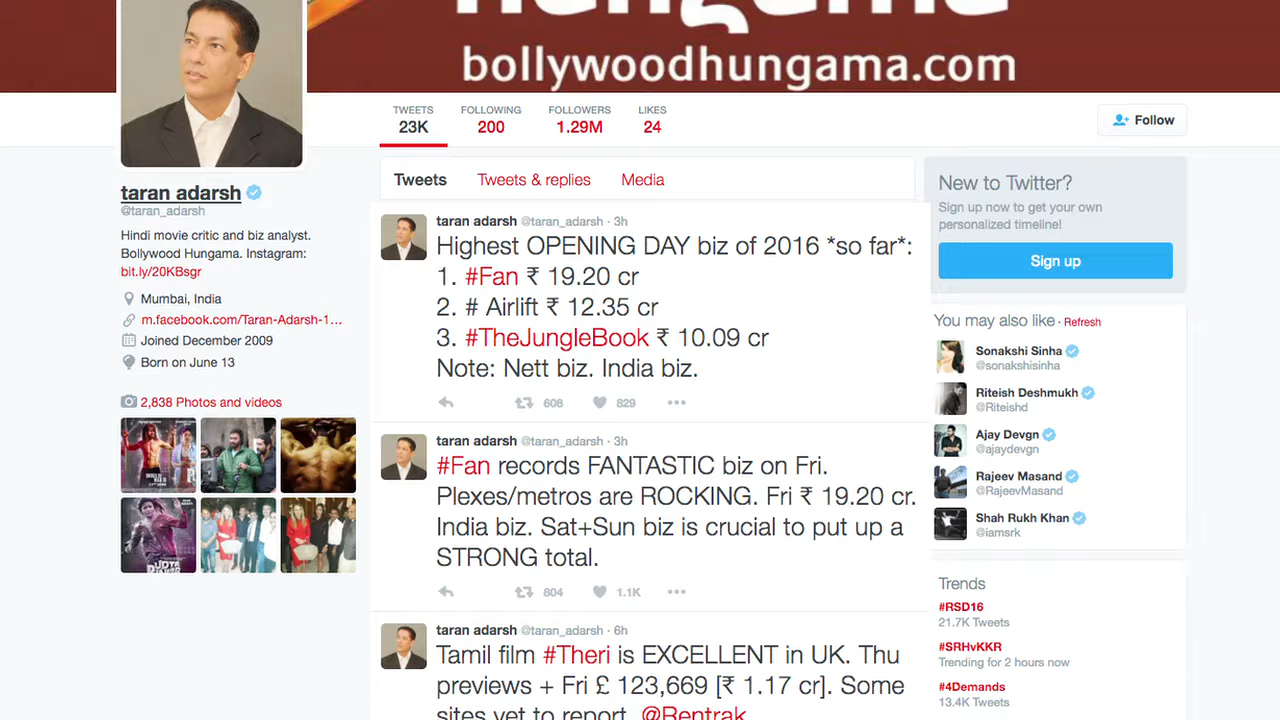 hungama
bollywoodhungama.com
TWEETS
23K
FOLLOWING
200
FOLLOWERS
1.29M
LIKES
24
Follow
taran adarsh
@taran_adarsh
Hindi movie critic and biz analyst.
Bollywood Hungama. Instagram:
bit.ly/20KBsgr
Mumbai, India
m.facebook.com/Taran-Adarsh-1...
Joined December 2009
Born on June 13
2,838 Photos and videos
Tweets
Tweets & replies
Media
taran adarsh @taran_adarsh · 3h
Highest OPENING DAY biz of 2016 *so far*:
1. #Fan ₹ 19.20 cr
2. # Airlift ₹ 12.35 cr
3. #TheJungleBook ₹ 10.09 cr
Note: Nett biz. India biz.
608
829
taran adarsh @taran_adarsh · 3h
#Fan records FANTASTIC biz on Fri.
Plexes/metros are ROCKING. Fri ₹ 19.20 cr.
India biz. Sat+Sun biz is crucial to put up a
STRONG total.
804
1.1K
taran adarsh @taran_adarsh · 6h
Tamil film #Theri is EXCELLENT in UK. Thu
previews + Fri £ 123,669 [₹ 1.17 cr]. Some
sites yet to report. @Rentrak
New to Twitter?
Sign up now to get your own
personalized timeline!
Sign up
You may also like · Refresh
Sonakshi Sinha
@sonakshisinha
Riteish Deshmukh
@Riteishd
Ajay Devgn
@ajaydevgn
Rajeev Masand
@RajeevMasand
Shah Rukh Khan
@iamsrk
Trends
#RSD16
21.7K Tweets
#SRHvKKR
Trending for 2 hours now
#4Demands
13.4K Tweets